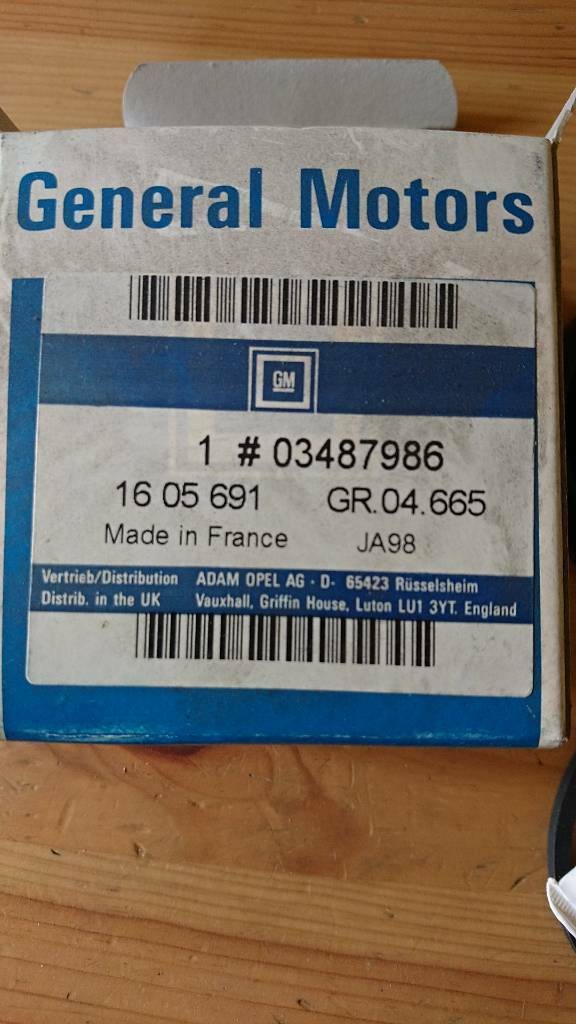 General Motors
GM
1 # 03487986
16 05 691 GR.04.665
Made in France JA98
Vertrieb/Distribution ADAM OPEL AG · D- 65423 Rüsselsheim
Distrib. in the UK Vauxhall, Griffin House, Luton LU1 3YT. England